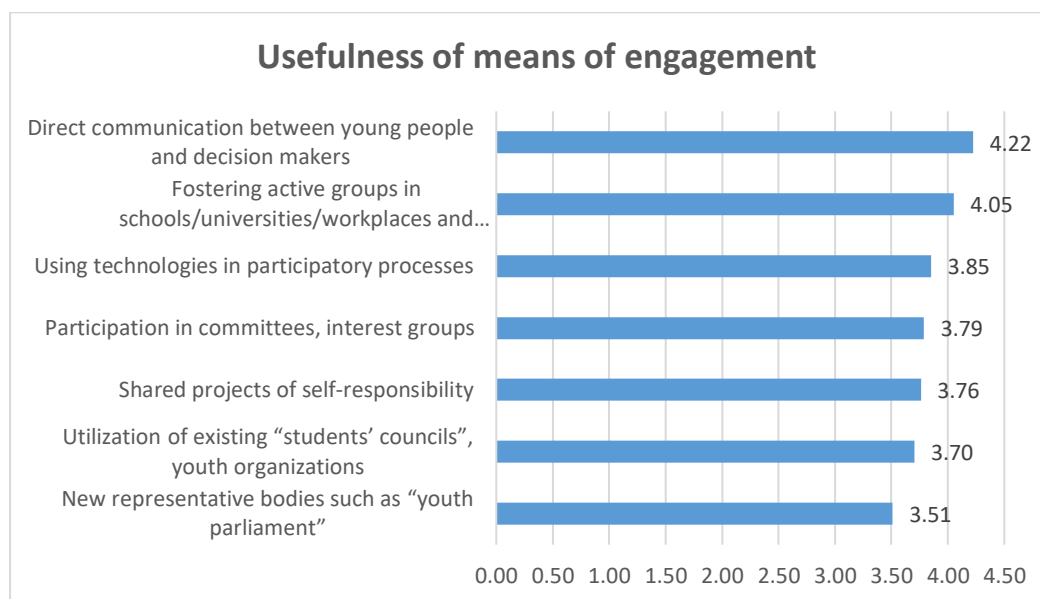 Usefulness of means of engagement
Direct communication between young people
and decision makers
4.22
Fostering active groups in
schools/universities/workplaces and...
4.05
Using technologies in participatory processes
3.85
Participation in committees, interest groups
3.79
Shared projects of self-responsibility
3.76
Utilization of existing “students’ councils”,
youth organizations
3.70
New representative bodies such as “youth
parliament”
3.51
0.00 0.50 1.00 1.50 2.00 2.50 3.00 3.50 4.00 4.50